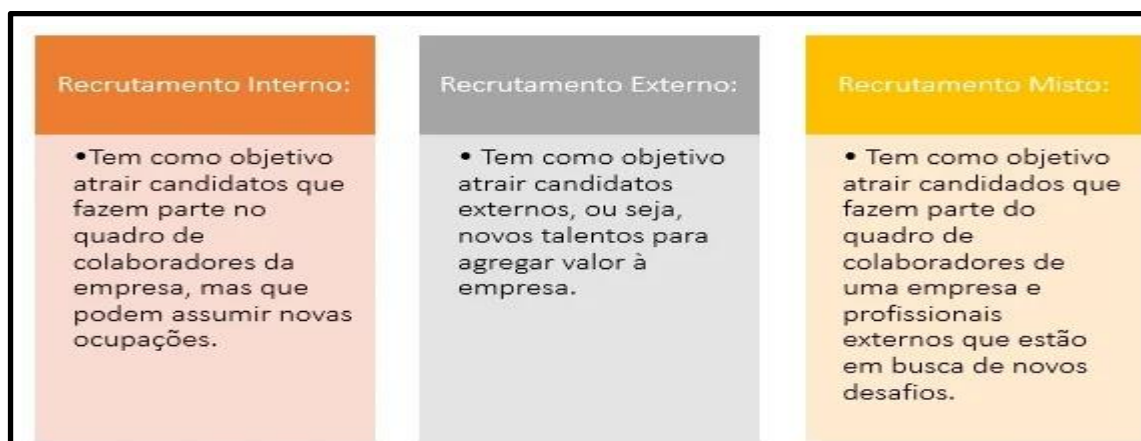 Recrutamento Interno:
•Tem como objetivo
atrair candidatos que
fazem parte no
quadro de
colaboradores da
empresa, mas que
podem assumir novas
ocupações.
Recrutamento Externo:
• Tem como objetivo
atrair candidatos
externos, ou seja,
novos talentos para
agregar valor à
empresa.
Recrutamento Misto:
• Tem como objetivo
atrair candidados que
fazem parte do
quadro de
colaboradores de
uma empresa e
profissionais
externos que estão
em busca de novos
desafios.